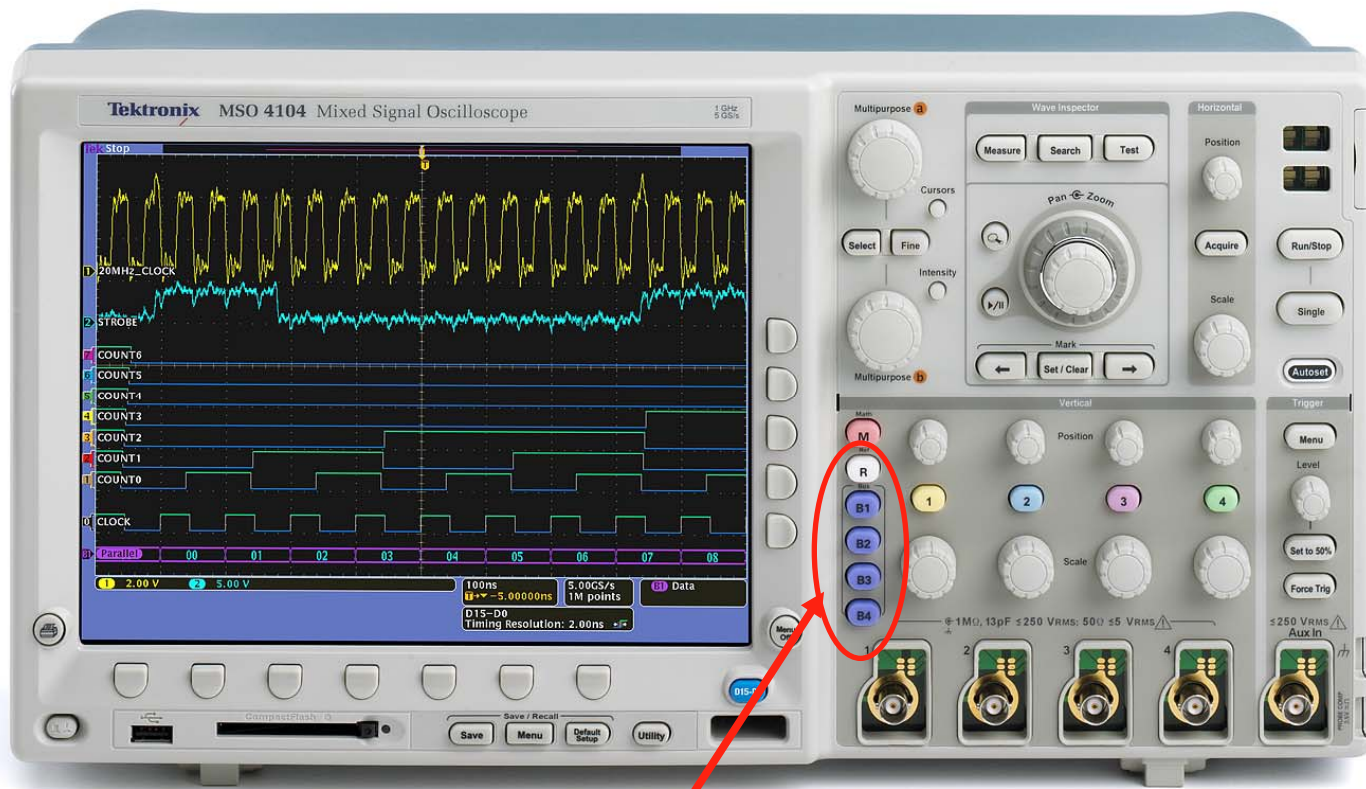 Tektronix MSO 4104 Mixed Signal Oscilloscope
1 GHz
5 GS/s
Tek Stop
T
1 20MHz_CLOCK
2 STROBE
7 COUNT6
6 COUNT5
5 COUNT4
4 COUNT3
3 COUNT2
2 COUNT1
1 COUNT0
0 CLOCK
B1 Parallel 00 01 02 03 04 05 06 07 08
1 2.00 V 2 5.00 V
100ns
T→▼ −5.00000ns
5.00GS/s
1M points
B1 Data
D15−D0
Timing Resolution: 2.00ns
Menu Off
D15-D0
CompactFlash
Save / Recall
Save Menu Default Setup Utility
Multipurpose a
Cursors
Select Fine
Intensity
Multipurpose b
Wave Inspector
Measure Search Test
Pan Zoom
▶/II
Mark
← Set / Clear →
Horizontal
Position
Acquire
Scale
Run/Stop
Single
Autoset
Vertical
Math
M
Ref
R
Bus
B1
B2
B3
B4
Position
1 2 3 4
Scale
1MΩ, 13pF ≤250 VRMS; 50Ω ≤5 VRMS
1 2 3 4
Trigger
Menu
Level
Set to 50%
Force Trig
≤250 VRMS
Aux In
PROBE COMP